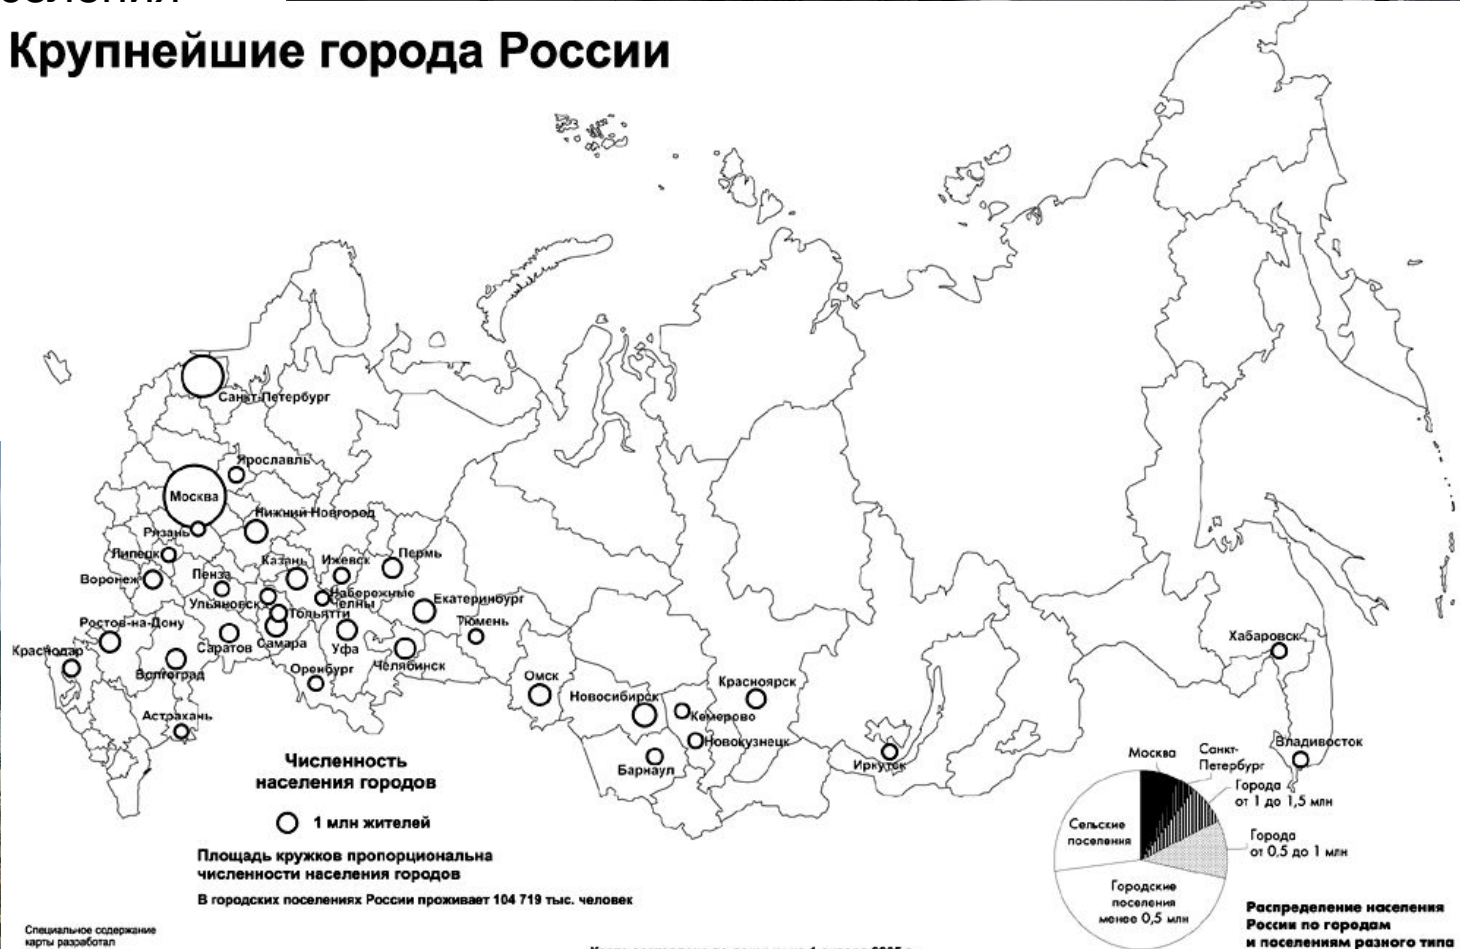 Крупнейшие города России
Санкт-Петербург
Ярославль
Москва
Нижний Новгород
Рязань
Липецк
Казань
Ижевск
Пермь
Воронеж
Пенза
Набережные
Челны
Екатеринбург
Ульяновск
Тольятти
Ростов-на-Дону
Тюмень
Саратов
Самара
Уфа
Краснодар
Хабаровск
Челябинск
Волгоград
Оренбург
Омск
Новосибирск
Красноярск
Астрахань
Кемерово
Новокузнецк
Барнаул
Иркутск
Владивосток
Численность
населения городов
1 млн жителей
Площадь кружков пропорциональна
численности населения городов
В городских поселениях России проживает 104 719 тыс. человек
Москва
Санкт-
Петербург
Города
от 1 до 1,5 млн
Города
от 0,5 до 1 млн
Сельские
поселения
Городские
поселения
менее 0,5 млн
Распределение населения
России по городам
и поселениям разного типа
Специальное содержание
карты разработал